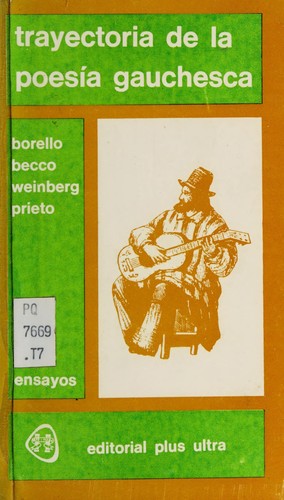 trayectoria de la
poesía gauchesca
borello
becco
weinberg
prieto
PQ
7669
.T7
ensayos
editorial plus ultra